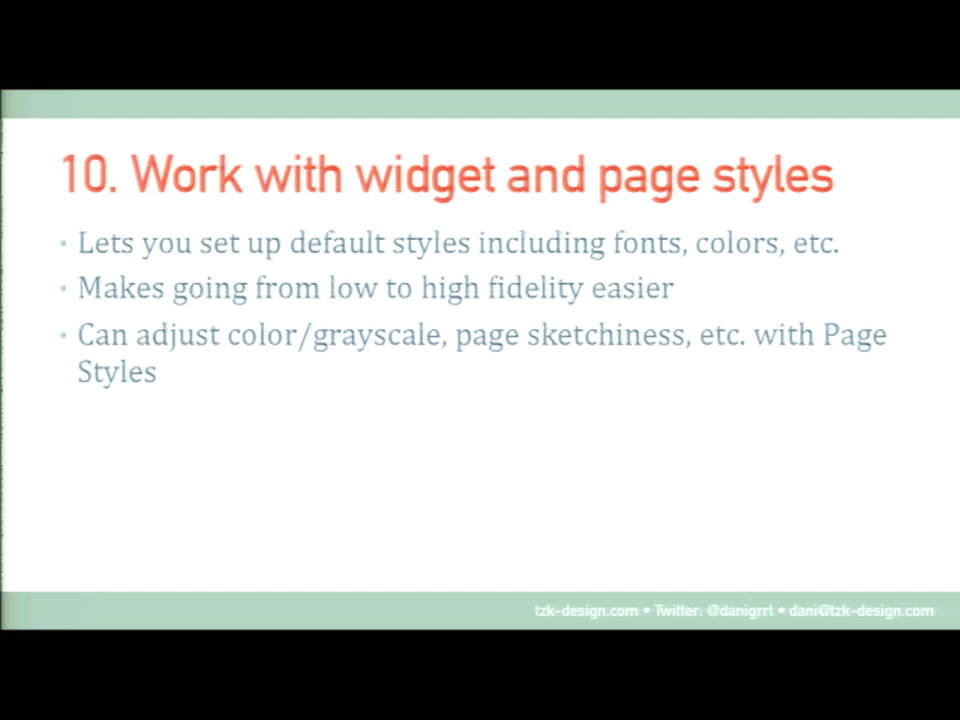 10. Work with widget and page styles
• Lets you set up default styles including fonts, colors, etc.
• Makes going from low to high fidelity easier
• Can adjust color/grayscale, page sketchiness, etc. with Page
Styles
tzk-design.com • Twitter: @danigrrl • dani@tzk-design.com